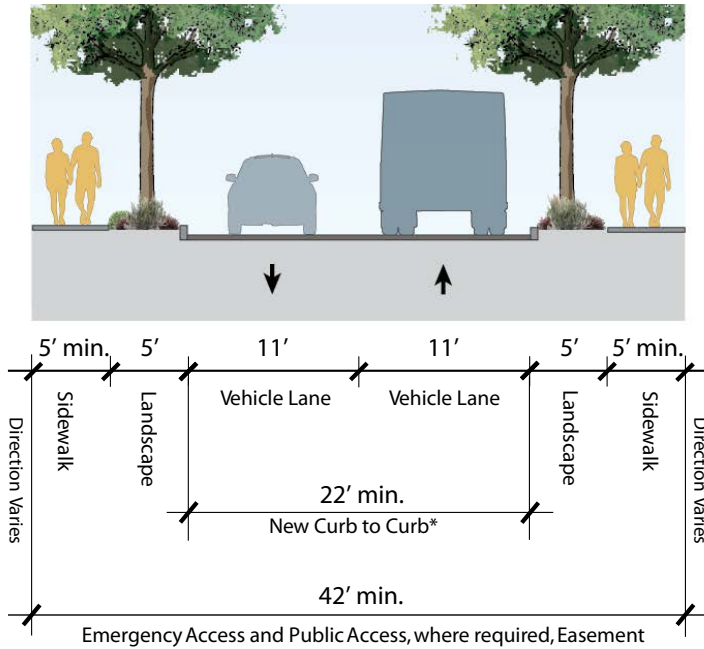 5’ min. 5’ 11’ 11’ 5’ 5’ min.
Direction Varies
Sidewalk
Landscape
Vehicle Lane
Vehicle Lane
Landscape
Sidewalk
Direction Varies
22’ min.
New Curb to Curb*
42’ min.
Emergency Access and Public Access, where required, Easement